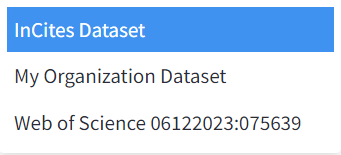 InCites Dataset
My Organization Dataset
Web of Science 06122023:075639